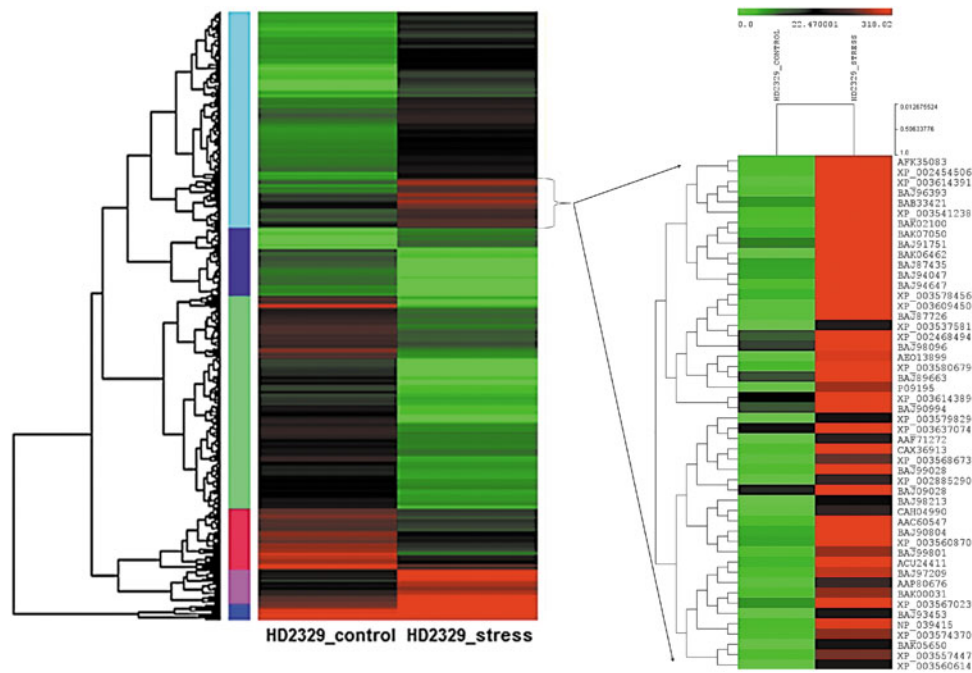 0.0 22.470001 310.02
HD2329_CONTROL
HD2329_STRESS
0.012675524
0.50633776
1.0
AFK35083
XP_002454506
XP_003614391
BAJ96393
BAB33421
XP_003541238
BAK02100
BAK07050
BAJ91751
BAK06462
BAJ87435
BAJ94047
BAJ94647
XP_003578456
XP_003609450
BAJ87726
XP_003537581
XP_002468494
BAJ98096
AEO13899
XP_003580679
BAJ89663
P09195
XP_003614389
BAJ90994
XP_003579829
XP_003637074
AAF71272
CAX36913
XP_003568673
BAJ99028
XP_002885290
BAJ09028
BAJ98213
CAH04990
AAC60547
BAJ90804
XP_003560870
BAJ99801
ACU24411
BAJ97209
AAP80676
BAK00031
XP_003567023
BAJ93453
NP_039415
XP_003574370
BAK05650
XP_003557447
XP_003560614
HD2329_control HD2329_stress